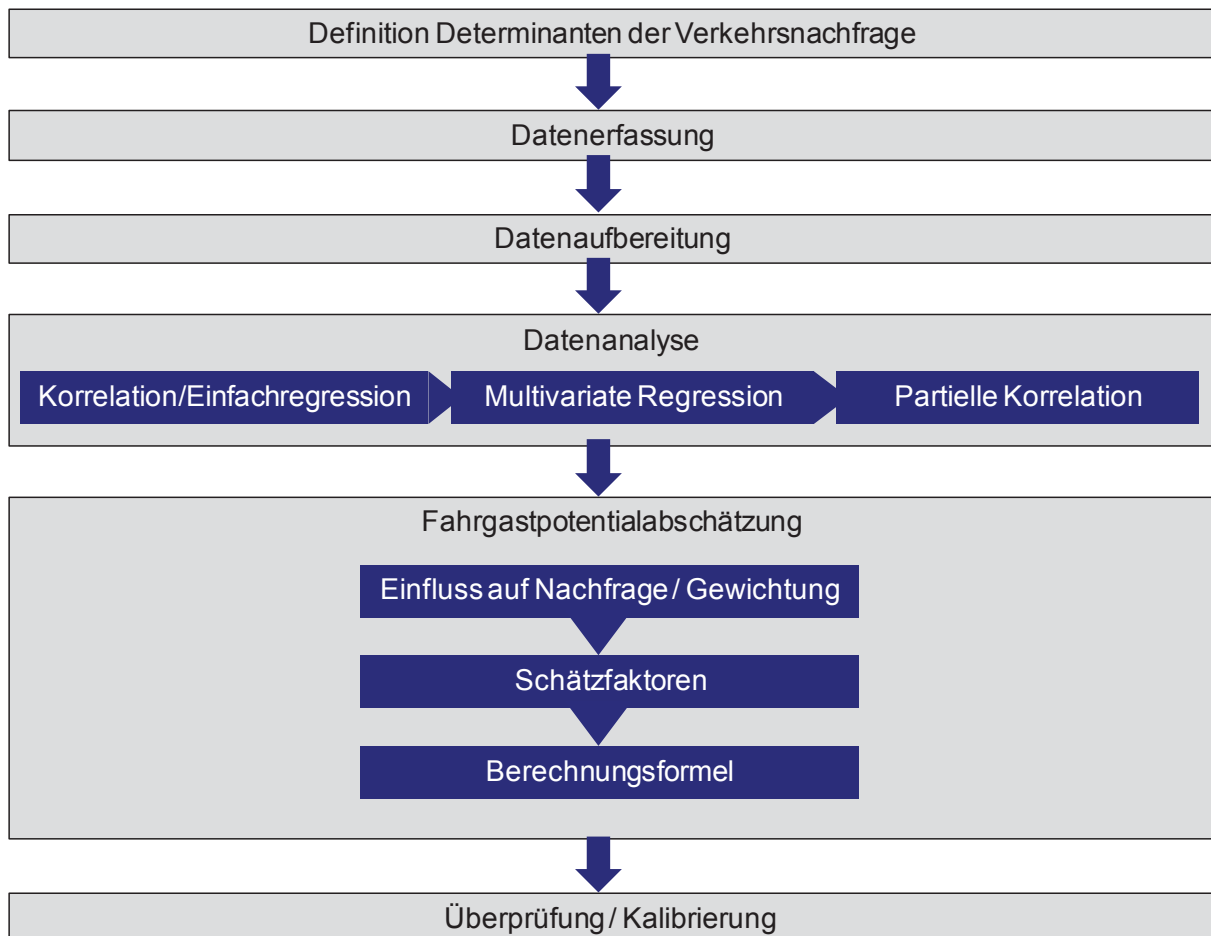 Definition Determinanten der Verkehrsnachfrage
Datenerfassung
Datenaufbereitung
Datenanalyse
Korrelation/Einfachregression
Multivariate Regression
Partielle Korrelation
Fahrgastpotentialabschätzung
Einfluss auf Nachfrage / Gewichtung
Schätzfaktoren
Berechnungsformel
Überprüfung / Kalibrierung